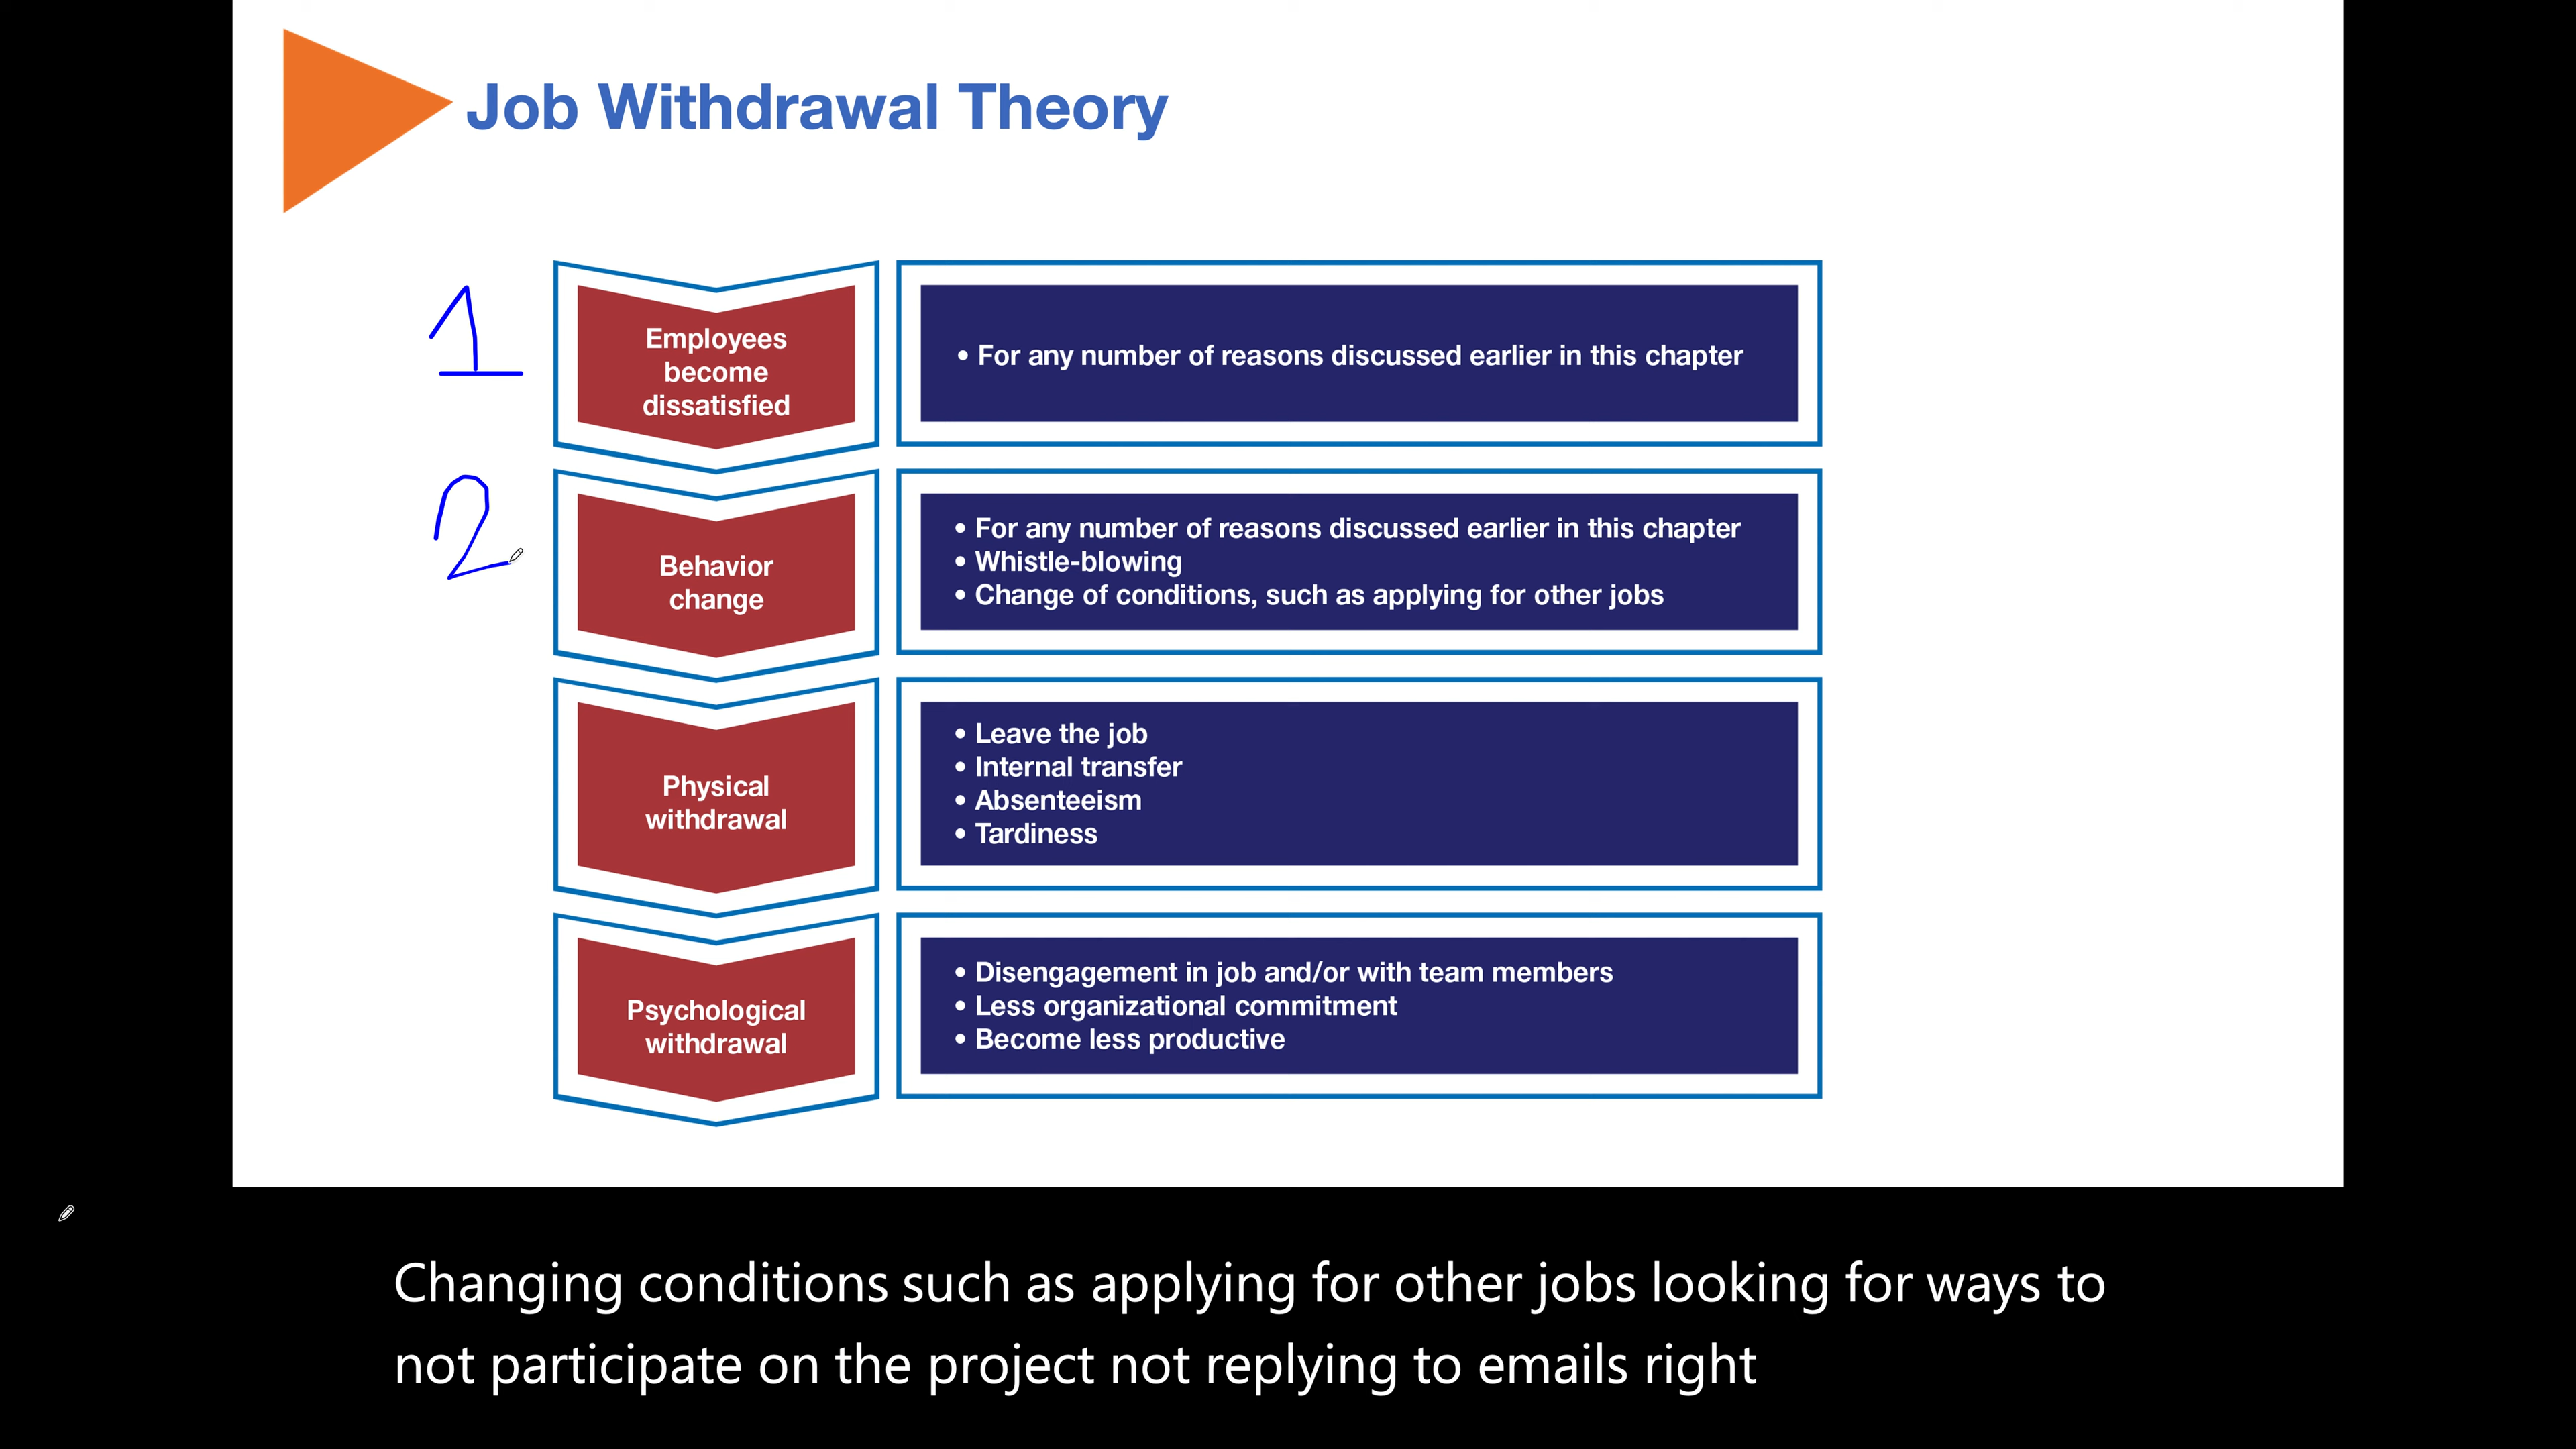 Job Withdrawal Theory
1
Employees
become
dissatisfied
• For any number of reasons discussed earlier in this chapter
2
Behavior
change
• For any number of reasons discussed earlier in this chapter
• Whistle-blowing
• Change of conditions, such as applying for other jobs
Physical
withdrawal
• Leave the job
• Internal transfer
• Absenteeism
• Tardiness
Psychological
withdrawal
• Disengagement in job and/or with team members
• Less organizational commitment
• Become less productive
Changing conditions such as applying for other jobs looking for ways to
not participate on the project not replying to emails right